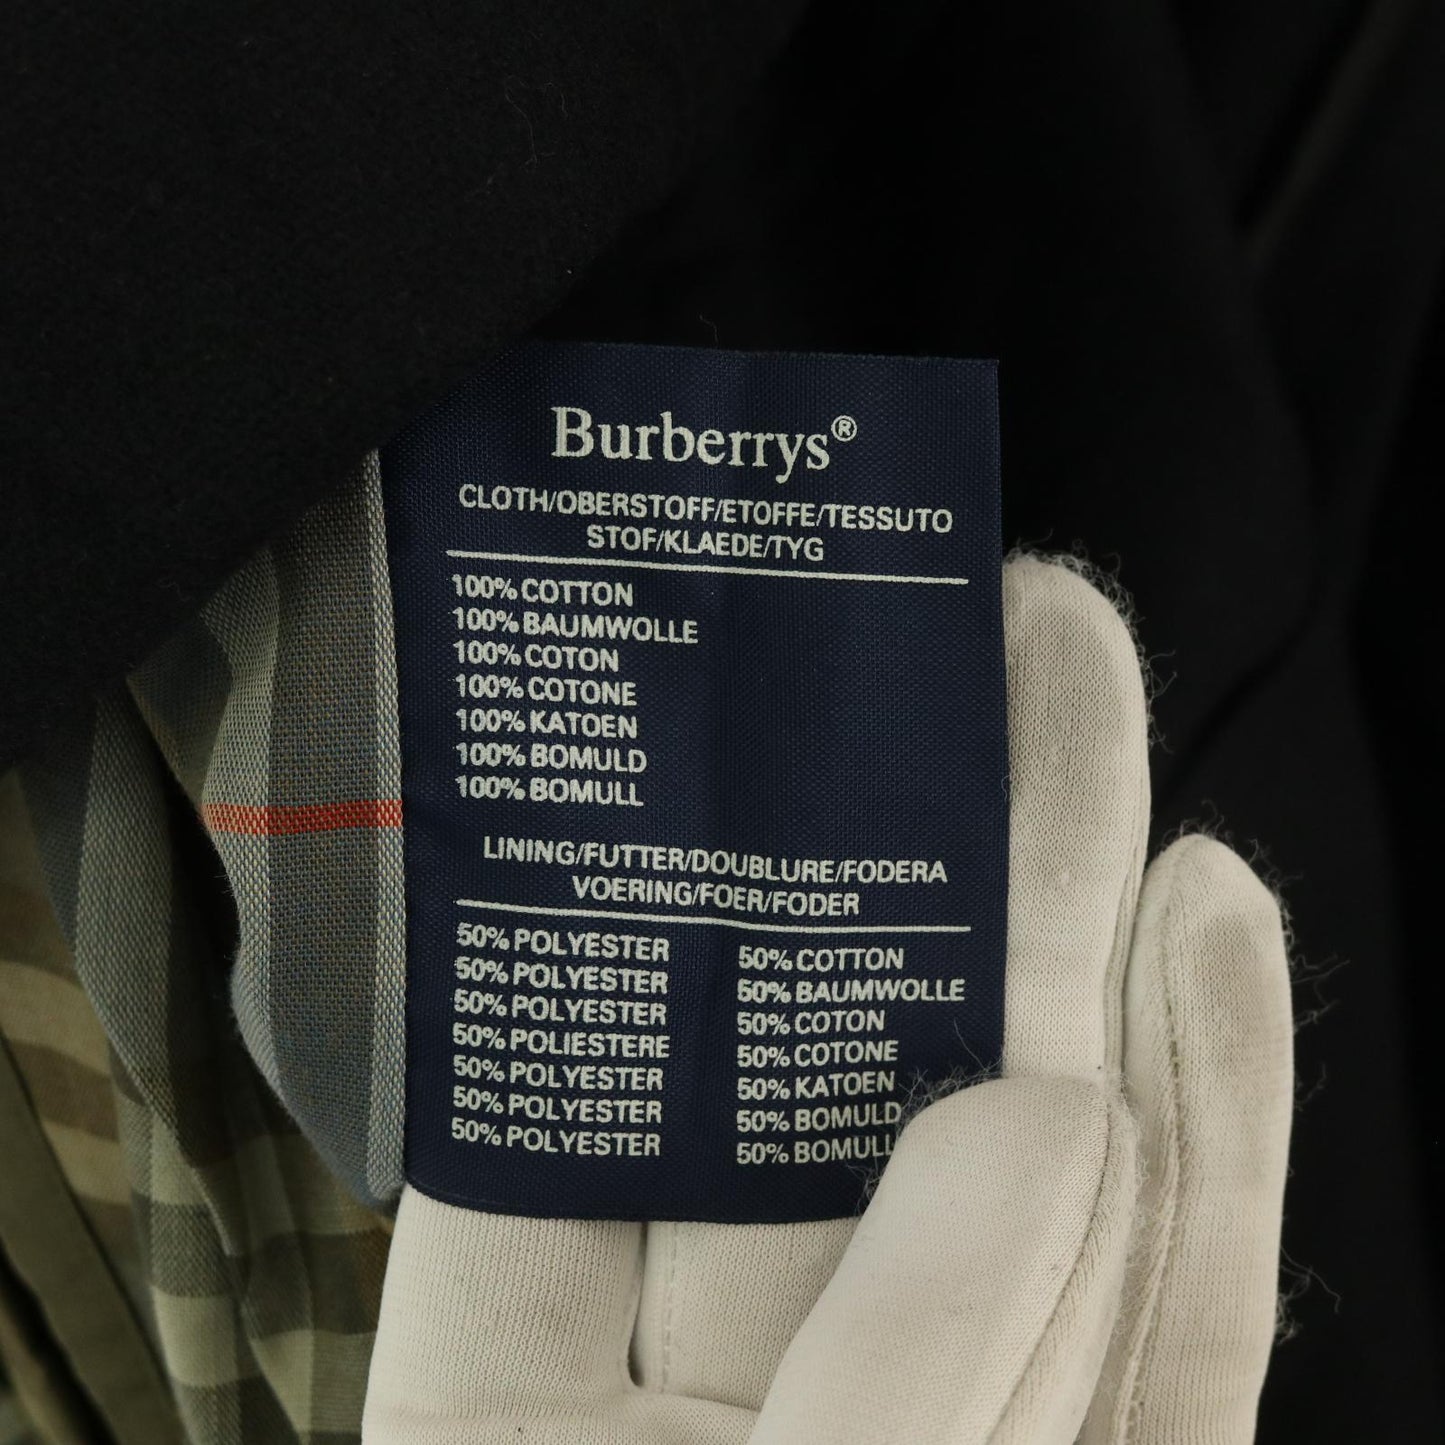 Burberrys®
CLOTH/OBERSTOFF/ETOFFE/TESSUTO
STOF/KLAEDE/TYG
100% COTTON
100% BAUMWOLLE
100% COTON
100% COTONE
100% KATOEN
100% BOMULD
100% BOMULL
LINING/FUTTER/DOUBLURE/FODERA
VOERING/FOER/FODER
50% POLYESTER 50% COTTON
50% POLYESTER 50% BAUMWOLLE
50% POLYESTER 50% COTON
50% POLIESTERE 50% COTONE
50% POLYESTER 50% KATOEN
50% POLYESTER 50% BOMULD
50% POLYESTER 50% BOMULL